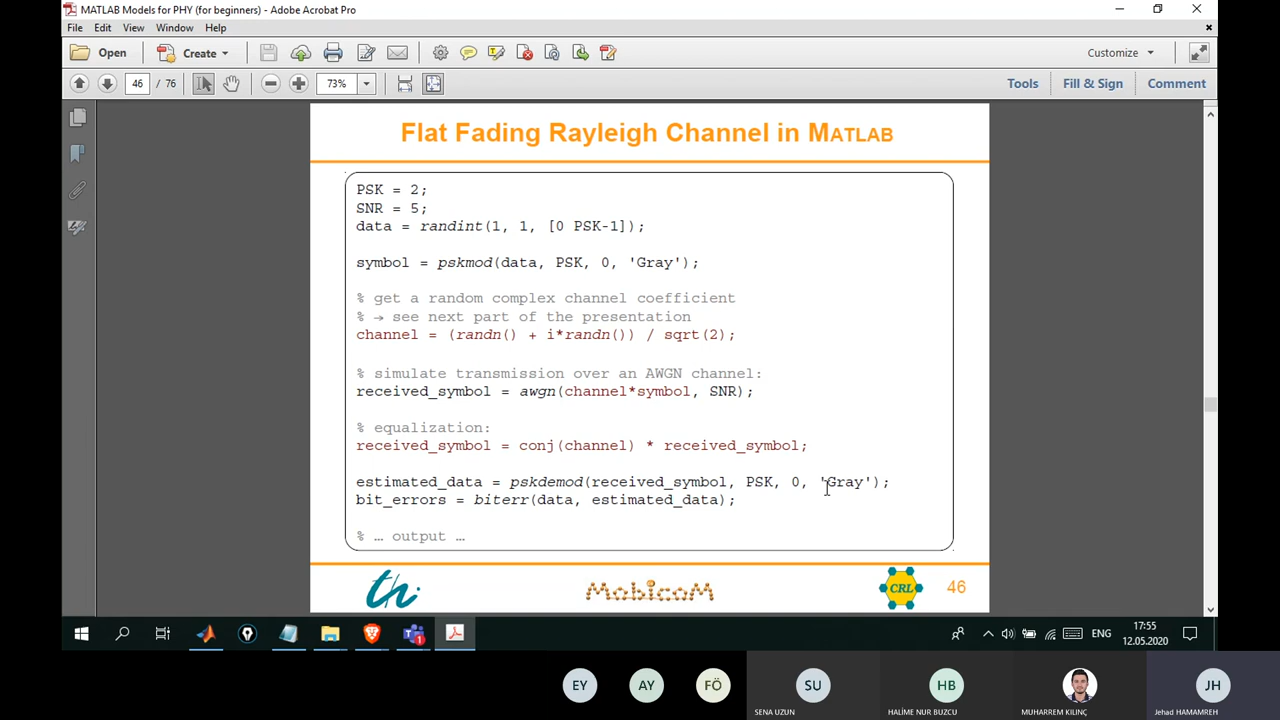 MATLAB Models for PHY (for beginners) - Adobe Acrobat Pro
File Edit View Window Help
Open Create Customize
46 / 76 73% Tools Fill & Sign Comment
Flat Fading Rayleigh Channel in MATLAB
PSK = 2;
SNR = 5;
data = randint(1, 1, [0 PSK-1]);
symbol = pskmod(data, PSK, 0, 'Gray');
% get a random complex channel coefficient
% → see next part of the presentation
channel = (randn() + i*randn()) / sqrt(2);
% simulate transmission over an AWGN channel:
received_symbol = awgn(channel*symbol, SNR);
% equalization:
received_symbol = conj(channel) * received_symbol;
estimated_data = pskdemod(received_symbol, PSK, 0, 'Gray');
bit_errors = biterr(data, estimated_data);
% … output …
th MobicoM CRL 46
ENG 17:55
12.05.2020
EY AY FÖ SU HB JH
SENA UZUN HALİME NUR BUZCU MUHARREM KILINÇ Jehad HAMAMREH